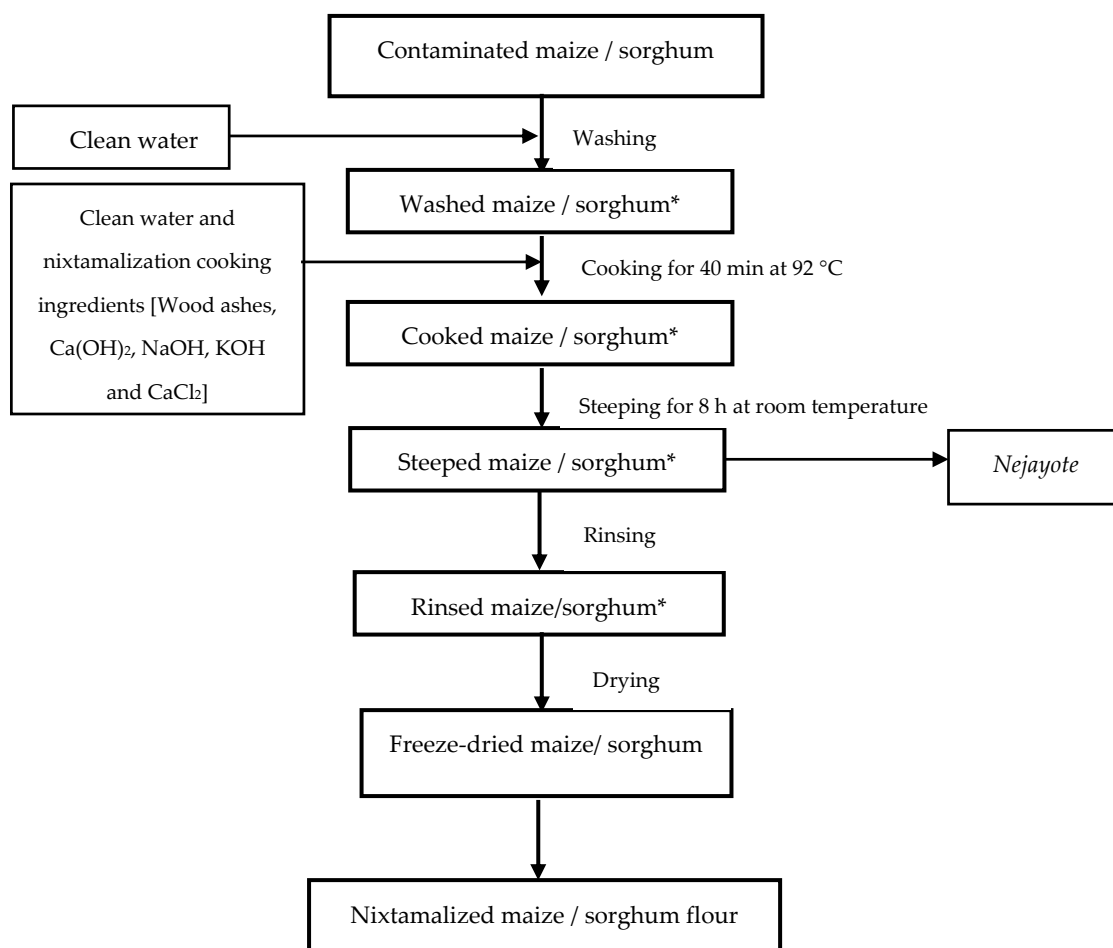 Contaminated maize / sorghum
Clean water
Washing
Washed maize / sorghum*
Clean water and
nixtamalization cooking
ingredients [Wood ashes,
Ca(OH)₂, NaOH, KOH
and CaCl₂]
Cooking for 40 min at 92 °C
Cooked maize / sorghum*
Steeping for 8 h at room temperature
Steeped maize / sorghum*
Nejayote
Rinsing
Rinsed maize/sorghum*
Drying
Freeze-dried maize/ sorghum
Nixtamalized maize / sorghum flour